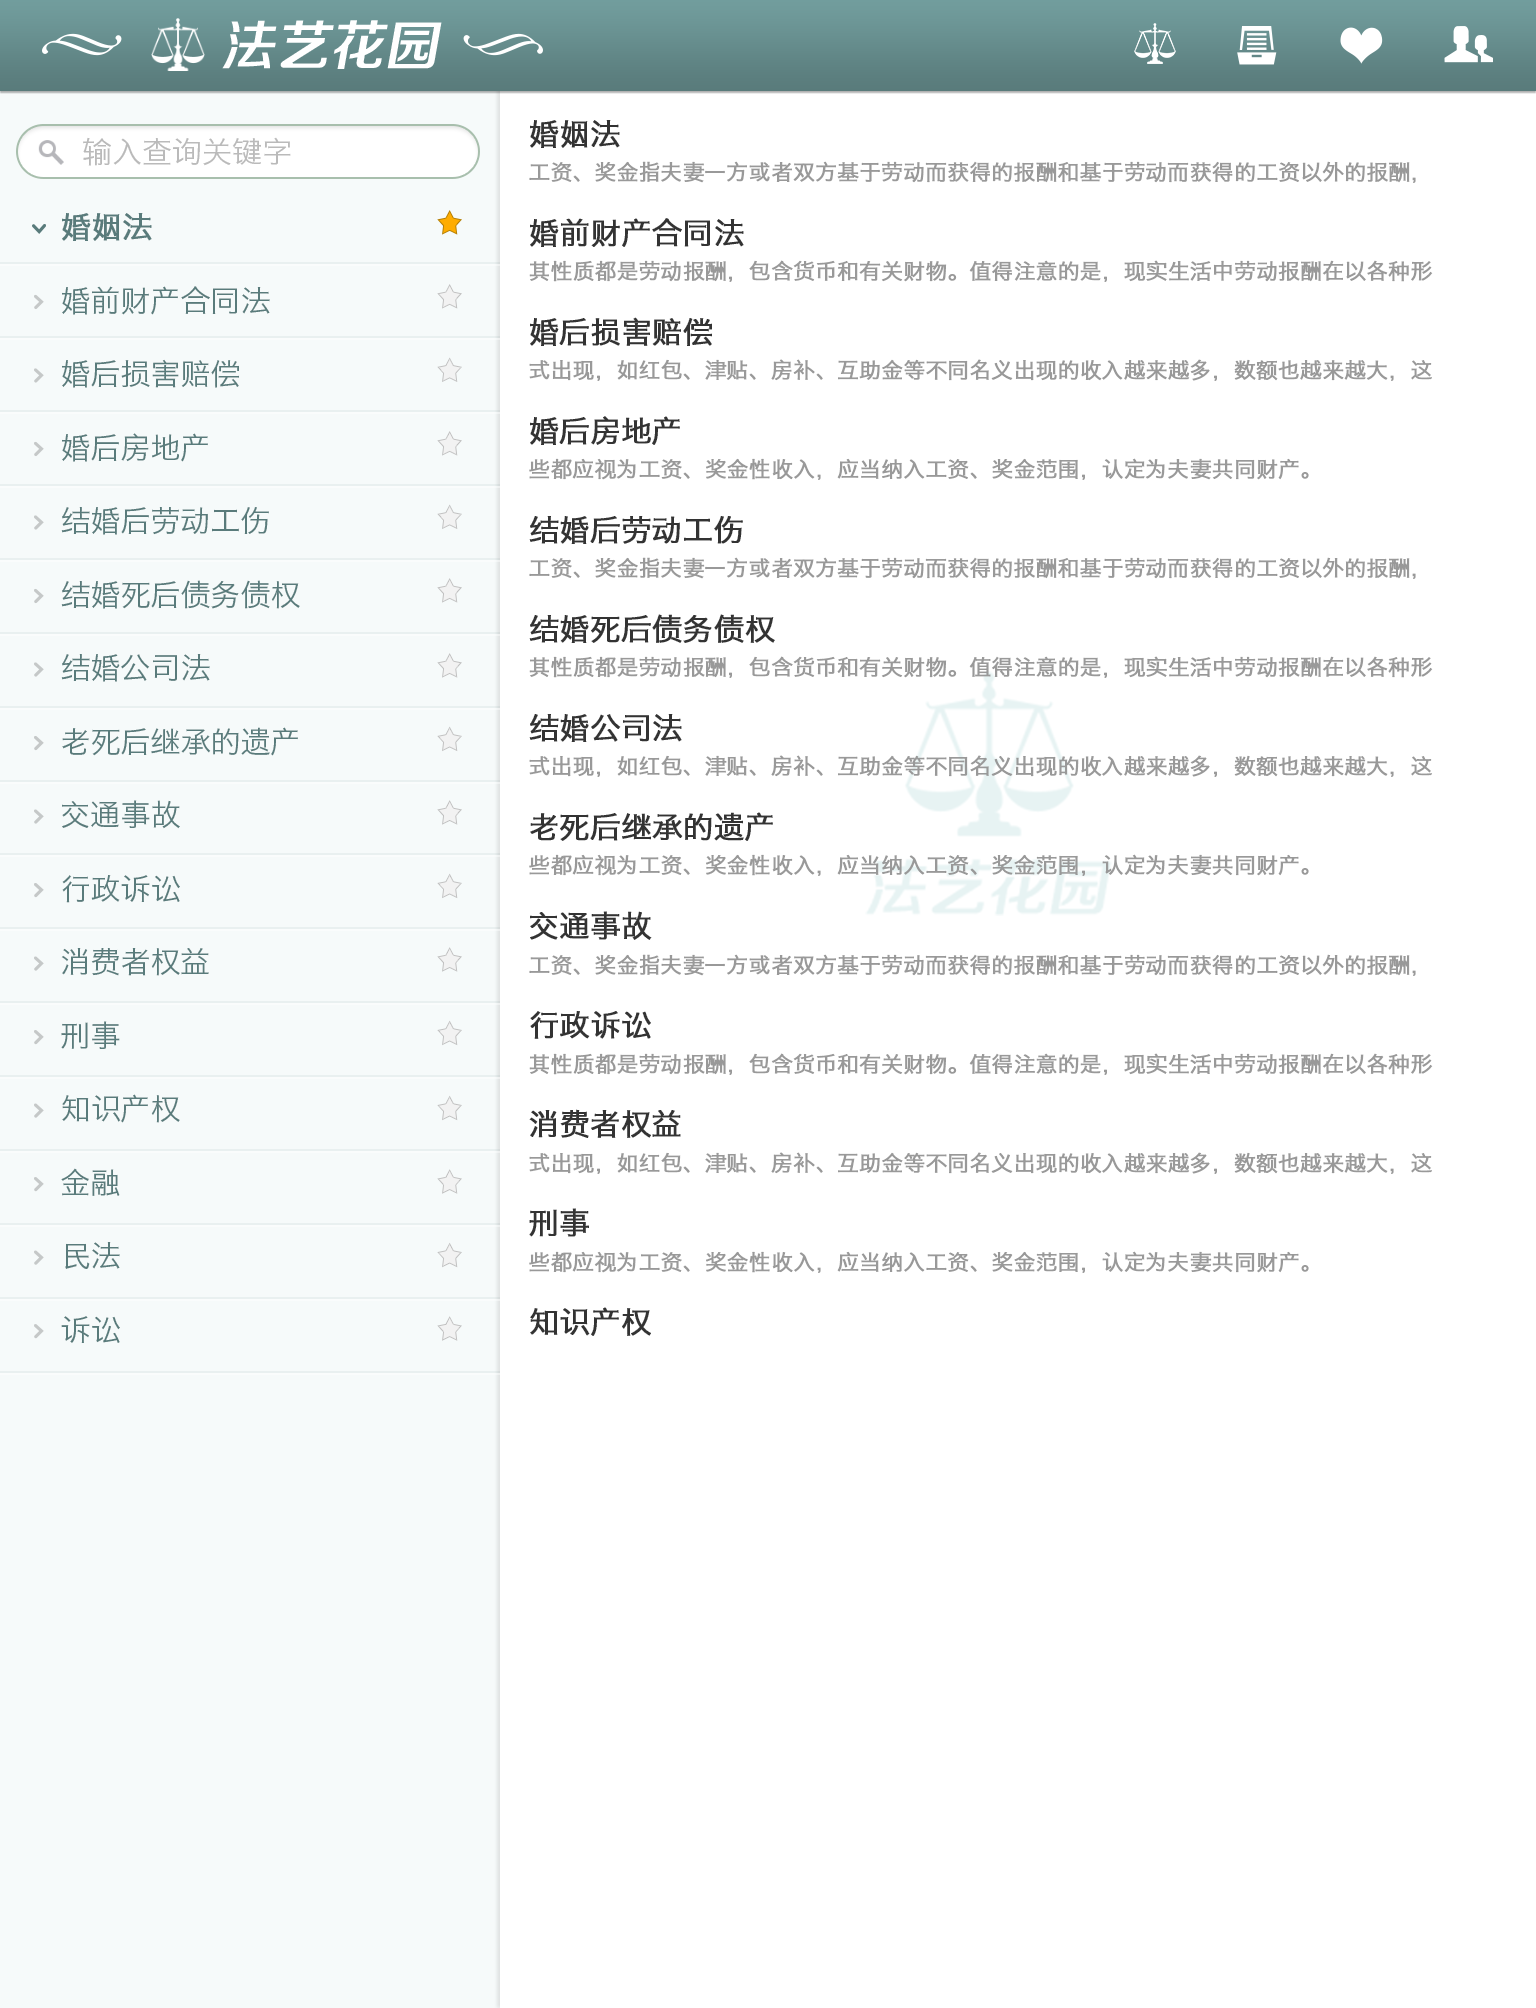 法艺花园
输入查询关键字
婚姻法
婚前财产合同法
婚后损害赔偿
婚后房地产
结婚后劳动工伤
结婚死后债务债权
结婚公司法
老死后继承的遗产
交通事故
行政诉讼
消费者权益
刑事
知识产权
金融
民法
诉讼
婚姻法
工资、奖金指夫妻一方或者双方基于劳动而获得的报酬和基于劳动而获得的工资以外的报酬，
婚前财产合同法
其性质都是劳动报酬，包含货币和有关财物。值得注意的是，现实生活中劳动报酬在以各种形
婚后损害赔偿
式出现，如红包、津贴、房补、互助金等不同名义出现的收入越来越多，数额也越来越大，这
婚后房地产
些都应视为工资、奖金性收入，应当纳入工资、奖金范围，认定为夫妻共同财产。
结婚后劳动工伤
工资、奖金指夫妻一方或者双方基于劳动而获得的报酬和基于劳动而获得的工资以外的报酬，
结婚死后债务债权
其性质都是劳动报酬，包含货币和有关财物。值得注意的是，现实生活中劳动报酬在以各种形
结婚公司法
式出现，如红包、津贴、房补、互助金等不同名义出现的收入越来越多，数额也越来越大，这
老死后继承的遗产
些都应视为工资、奖金性收入，应当纳入工资、奖金范围，认定为夫妻共同财产。
法艺花园
交通事故
工资、奖金指夫妻一方或者双方基于劳动而获得的报酬和基于劳动而获得的工资以外的报酬，
行政诉讼
其性质都是劳动报酬，包含货币和有关财物。值得注意的是，现实生活中劳动报酬在以各种形
消费者权益
式出现，如红包、津贴、房补、互助金等不同名义出现的收入越来越多，数额也越来越大，这
刑事
些都应视为工资、奖金性收入，应当纳入工资、奖金范围，认定为夫妻共同财产。
知识产权